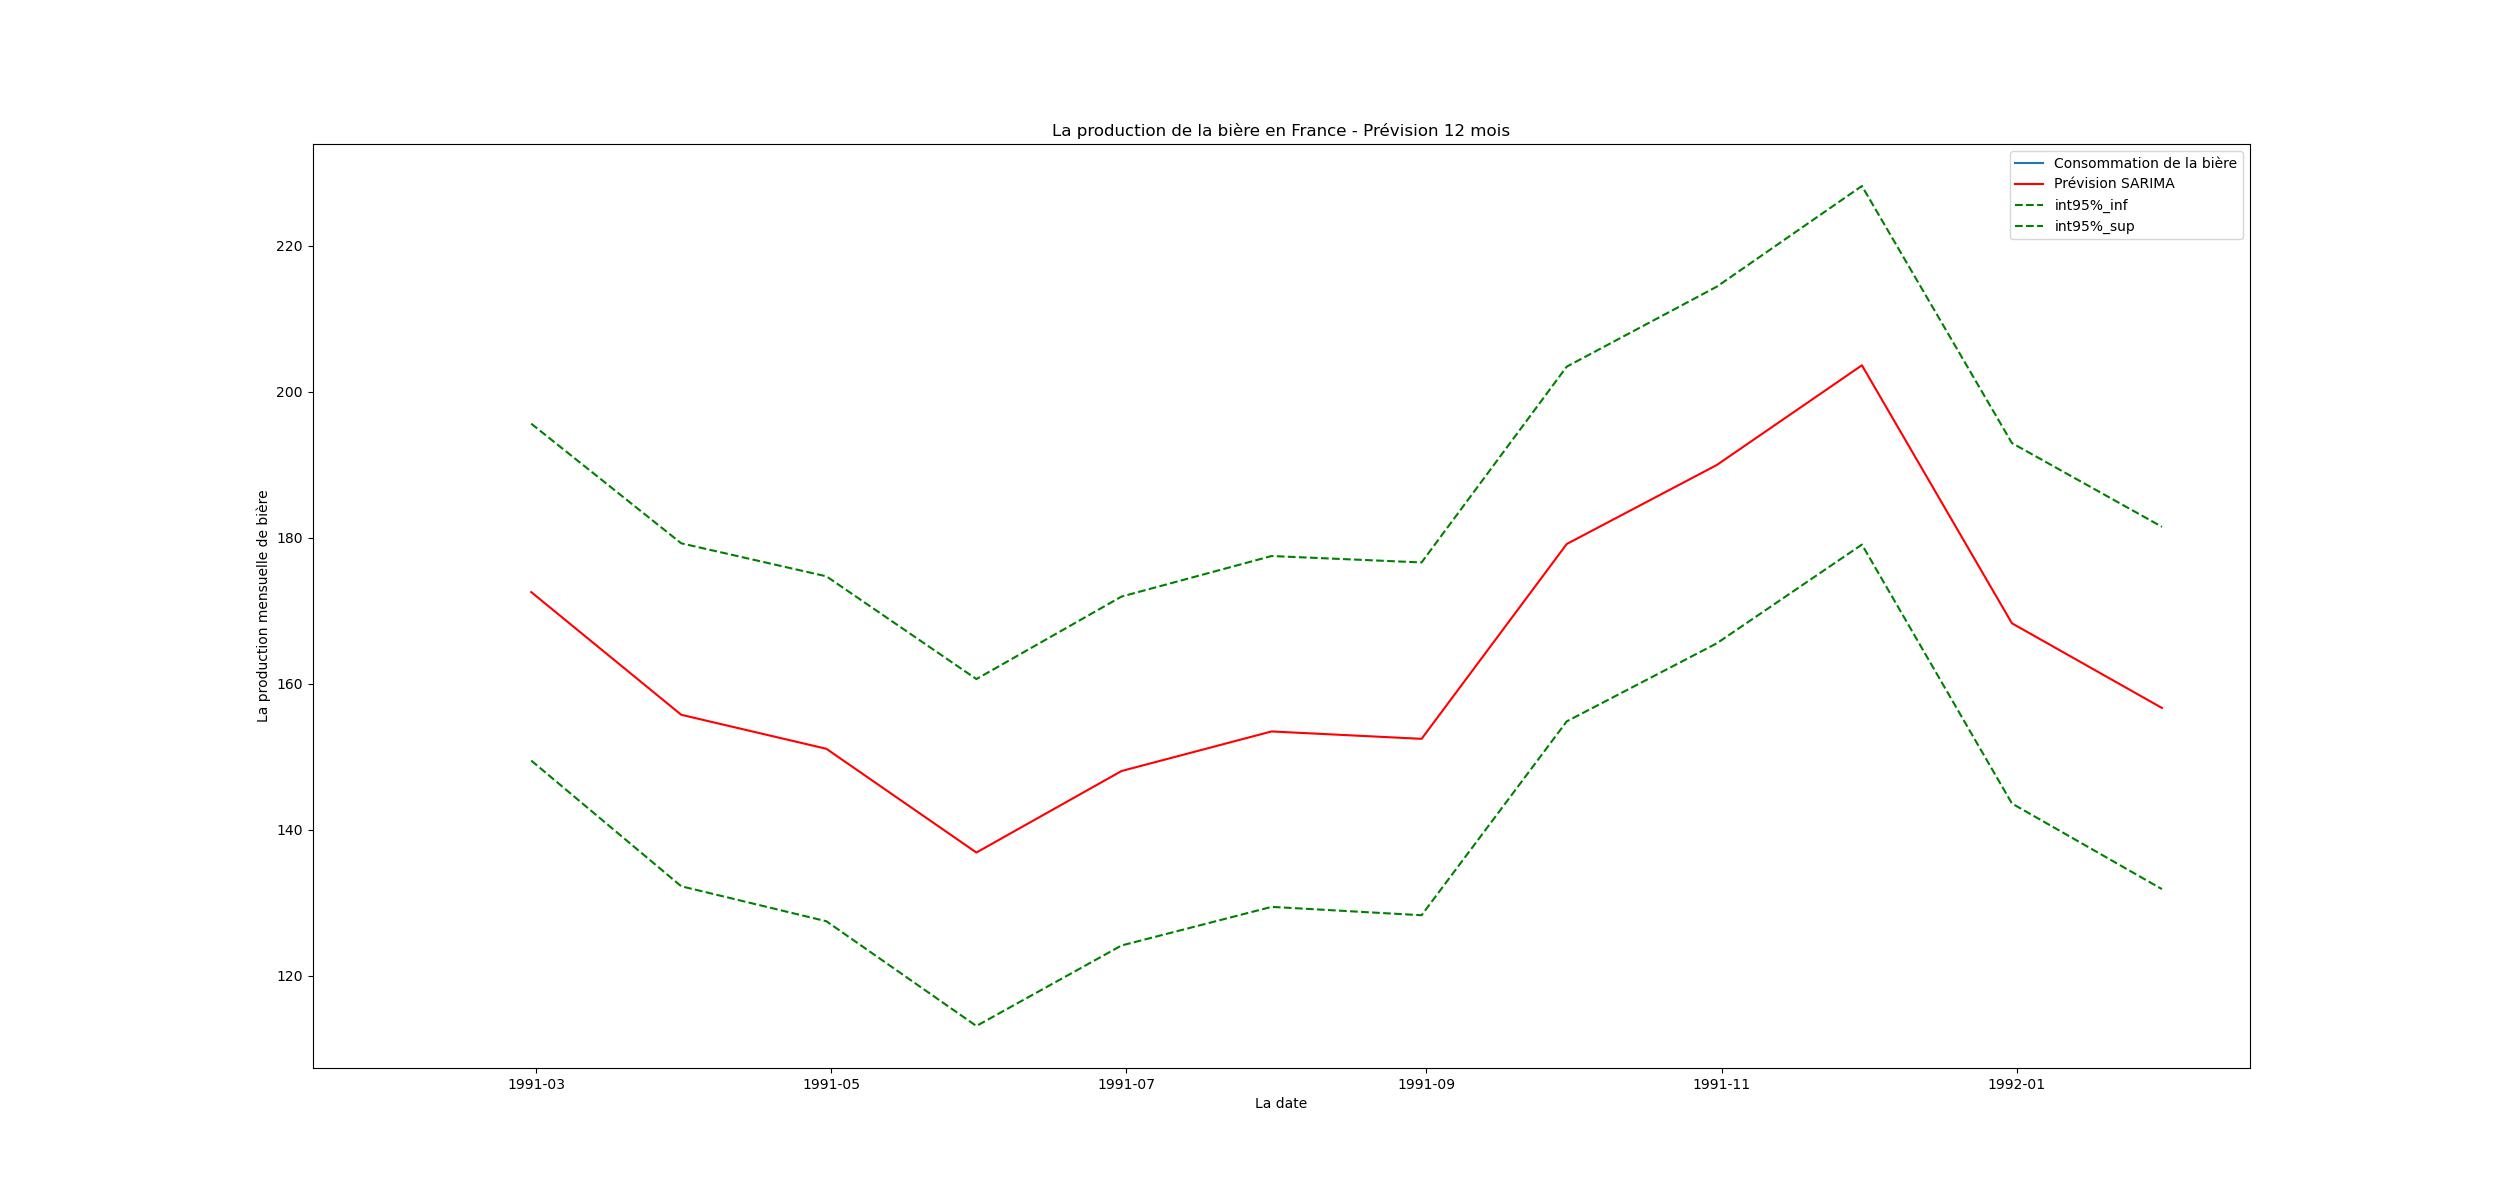 La production de la bière en France - Prévision 12 mois
Consommation de la bière
Prévision SARIMA
int95%_inf
int95%_sup
220
200
180
160
140
120
La production mensuelle de bière
1991-03 1991-05 1991-07 1991-09 1991-11 1992-01
La date